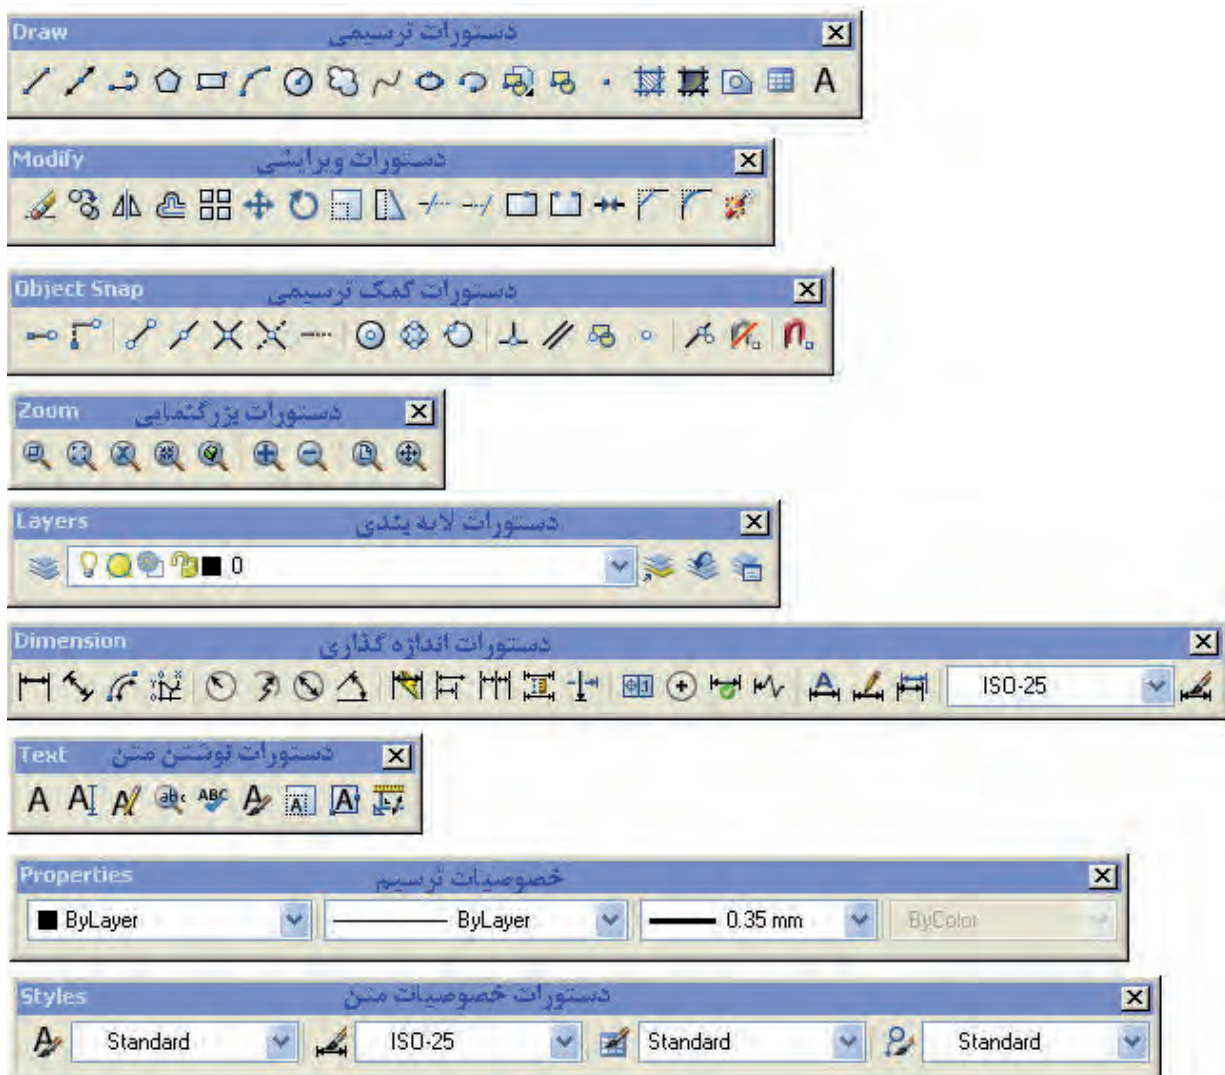 Draw دستورات ترسیمی
A
Modify دستورات ویرایشی
Object Snap دستورات کمک ترسیمی
Zoom دستورات بزرگنمایی
Layers دستورات لایه بندی
0
Dimension دستورات اندازه گذاری
ISO-25
Text دستورات نوشتن متن
A A A abc ABC A A A
Properties خصوصیات ترسیم
ByLayer ByLayer 0.35 mm ByColor
Styles دستورات خصوصیات متن
A Standard ISO-25 Standard Standard